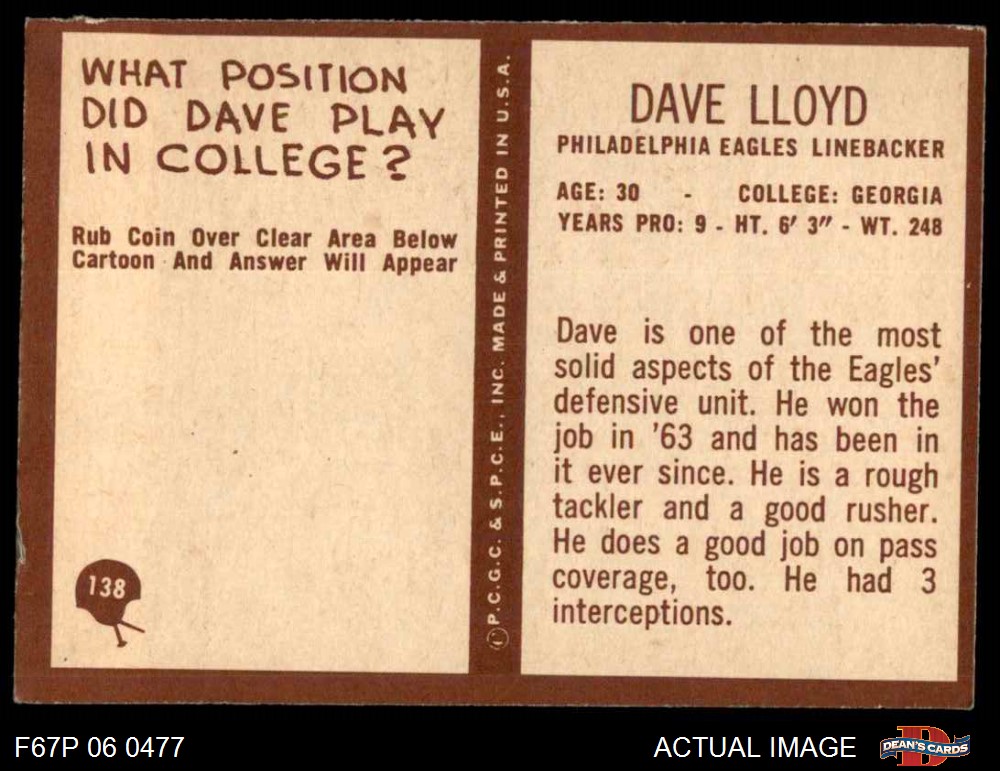 WHAT POSITION
DID DAVE PLAY
IN COLLEGE?
Rub Coin Over Clear Area Below
Cartoon And Answer Will Appear
138
© P.C.G.C. & S.P.C.E., INC. MADE & PRINTED IN U.S.A.
DAVE LLOYD
PHILADELPHIA EAGLES LINEBACKER
AGE: 30 - COLLEGE: GEORGIA
YEARS PRO: 9 - HT. 6' 3" - WT. 248
Dave is one of the most
solid aspects of the Eagles'
defensive unit. He won the
job in '63 and has been in
it ever since. He is a rough
tackler and a good rusher.
He does a good job on pass
coverage, too. He had 3
interceptions.
F67P 06 0477
ACTUAL IMAGE
DEAN'S CARDS